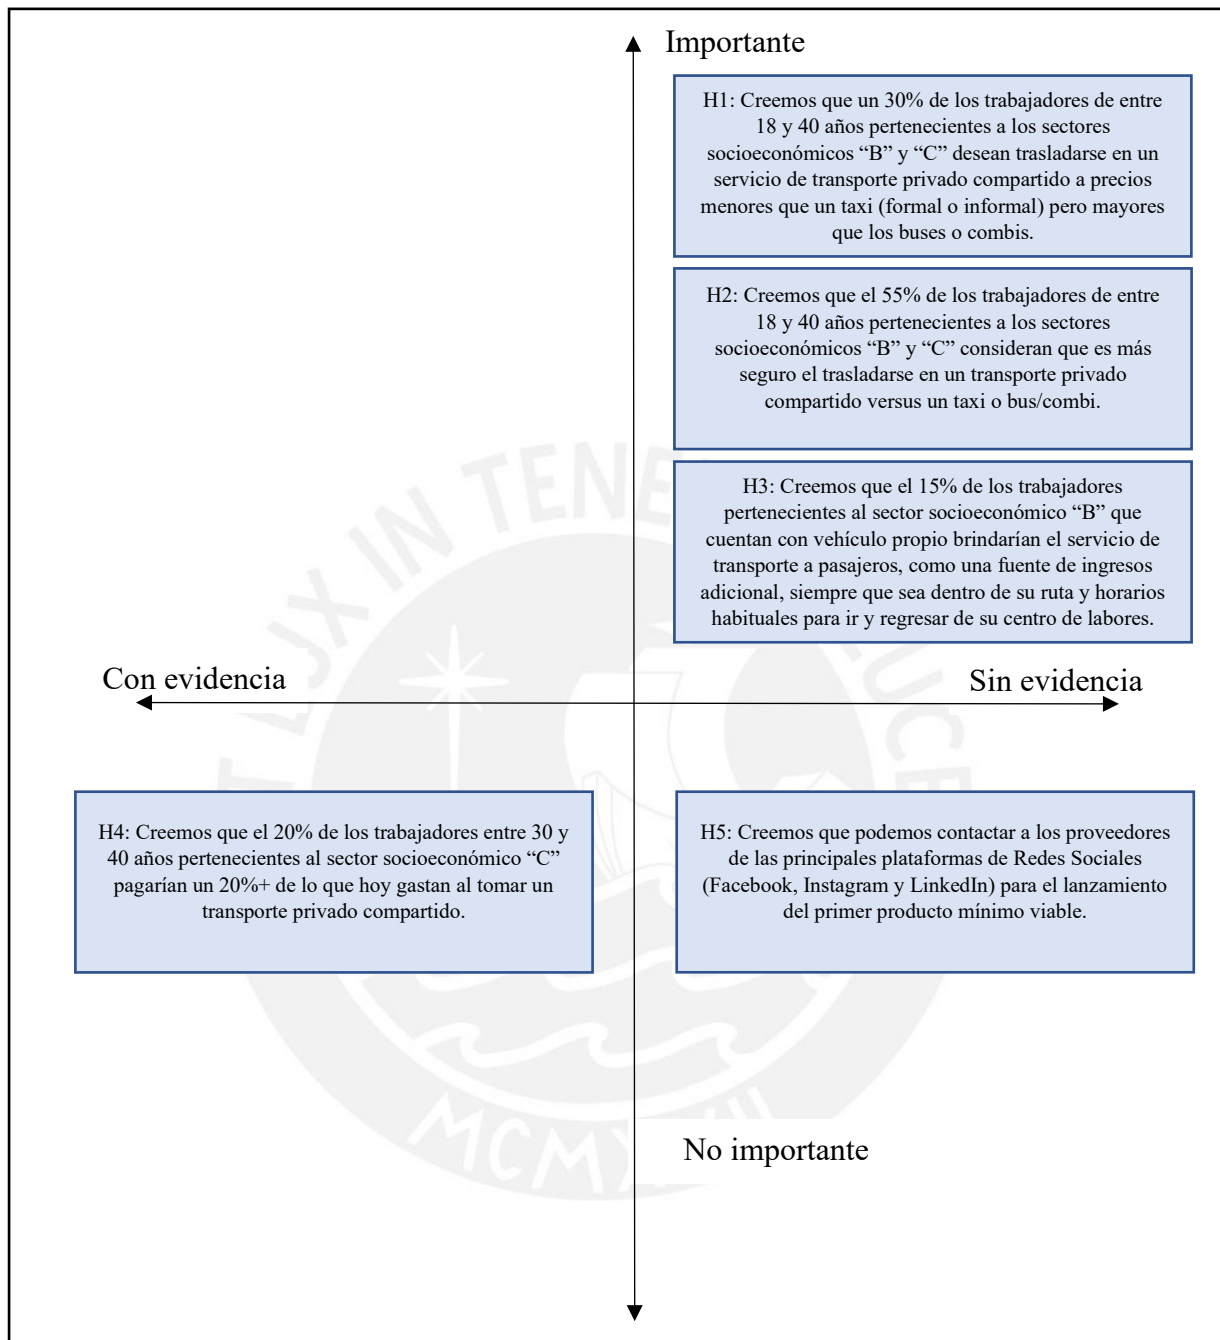 Importante
H1: Creemos que un 30% de los trabajadores de entre
18 y 40 años pertenecientes a los sectores
socioeconómicos “B” y “C” desean trasladarse en un
servicio de transporte privado compartido a precios
menores que un taxi (formal o informal) pero mayores
que los buses o combis.
H2: Creemos que el 55% de los trabajadores de entre
18 y 40 años pertenecientes a los sectores
socioeconómicos “B” y “C” consideran que es más
seguro el trasladarse en un transporte privado
compartido versus un taxi o bus/combi.
H3: Creemos que el 15% de los trabajadores
pertenecientes al sector socioeconómico “B” que
cuentan con vehículo propio brindarían el servicio de
transporte a pasajeros, como una fuente de ingresos
adicional, siempre que sea dentro de su ruta y horarios
habituales para ir y regresar de su centro de labores.
Con evidencia
Sin evidencia
H4: Creemos que el 20% de los trabajadores entre 30 y
40 años pertenecientes al sector socioeconómico “C”
pagarían un 20%+ de lo que hoy gastan al tomar un
transporte privado compartido.
H5: Creemos que podemos contactar a los proveedores
de las principales plataformas de Redes Sociales
(Facebook, Instagram y LinkedIn) para el lanzamiento
del primer producto mínimo viable.
No importante
LUX IN